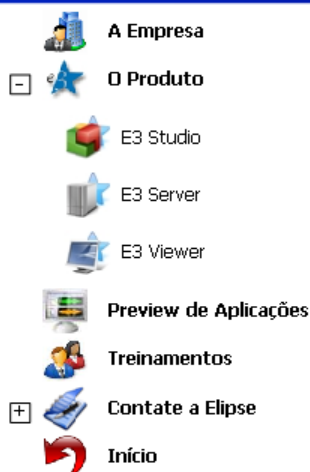 A Empresa
O Produto
E3 Studio
E3 Server
E3 Viewer
Preview de Aplicações
Treinamentos
Contate a Elipse
Início